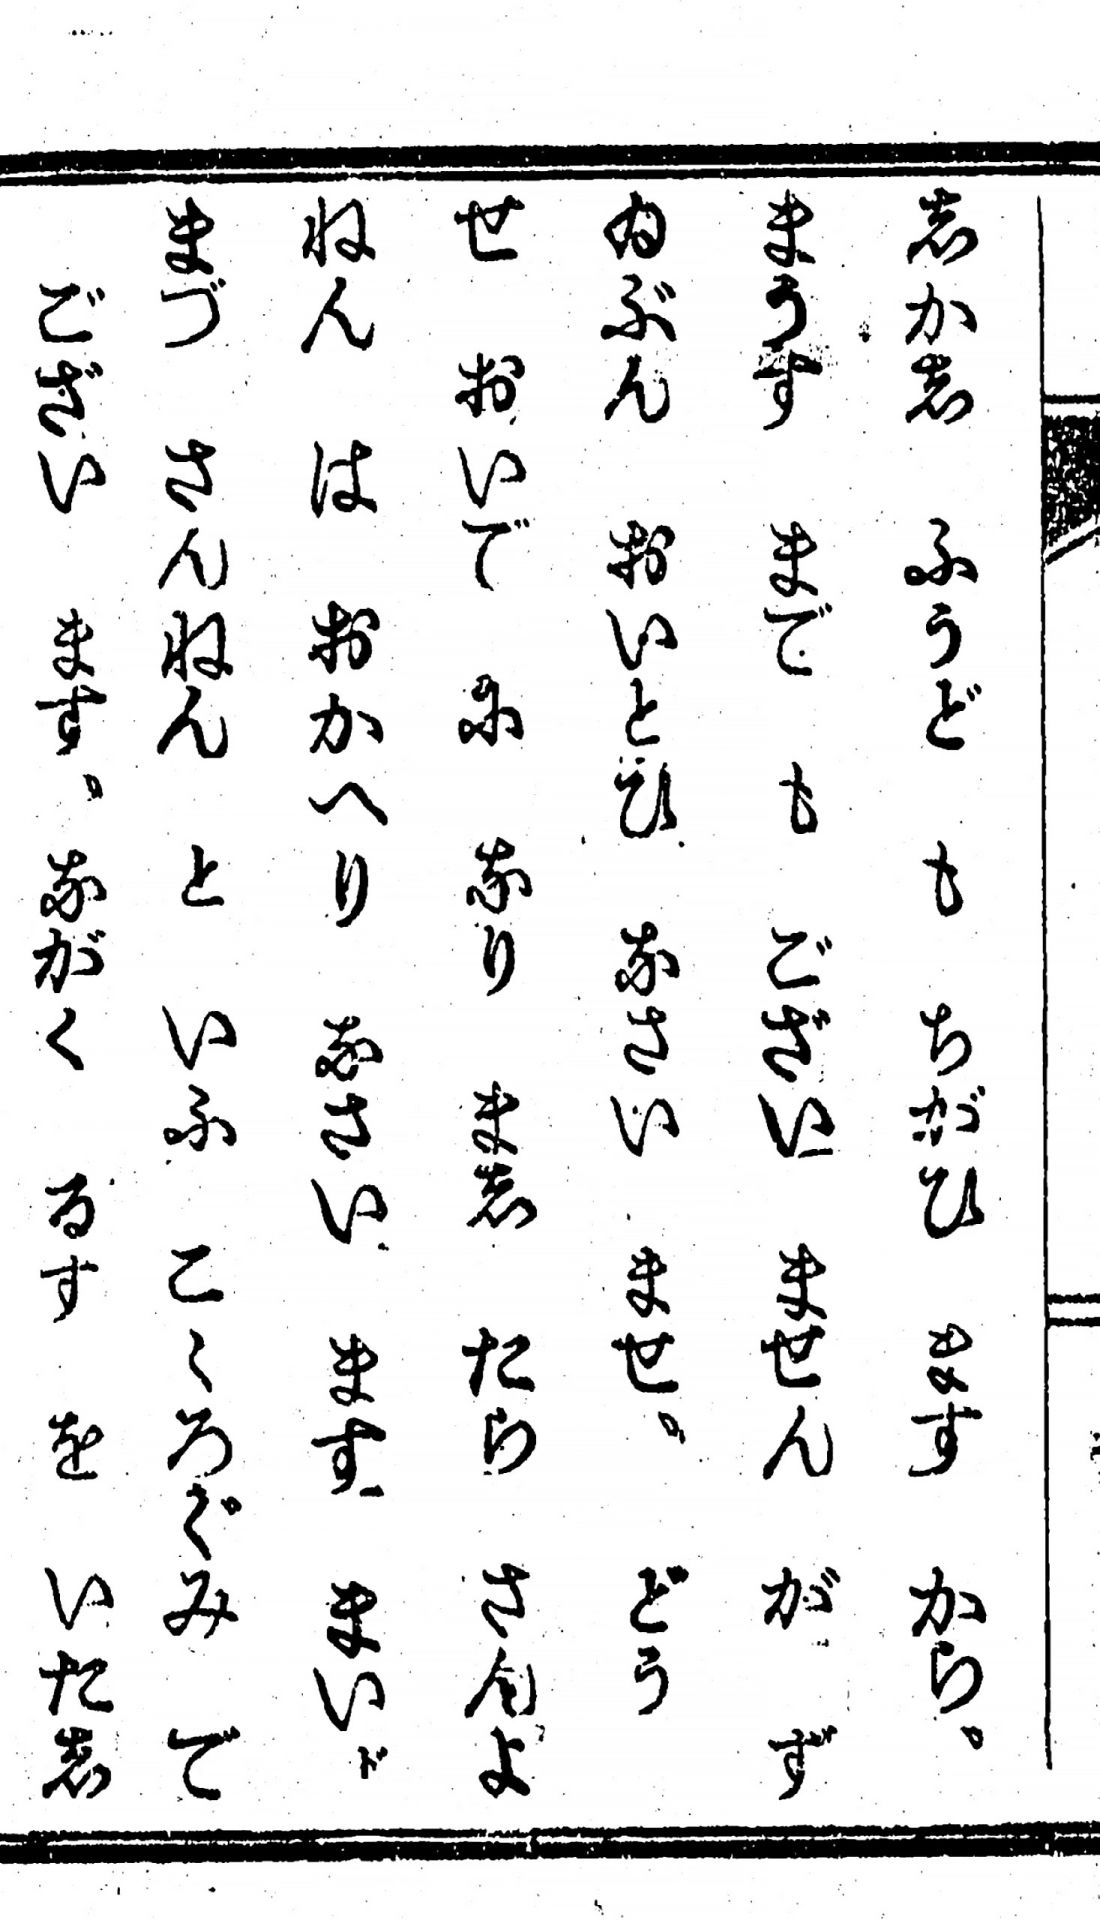 しかし ふうど も ちがひ ます から。
まうす まで も ござい ません が ず
ゐぶん おいとひ なさい ませ。 どう
せ おいで に なり まし たら さんよ
ねん は おかへり なさい ます まい
まづ さんねん と いふ こゝろぐみ で
ござい ます。 ながく るす を いたし